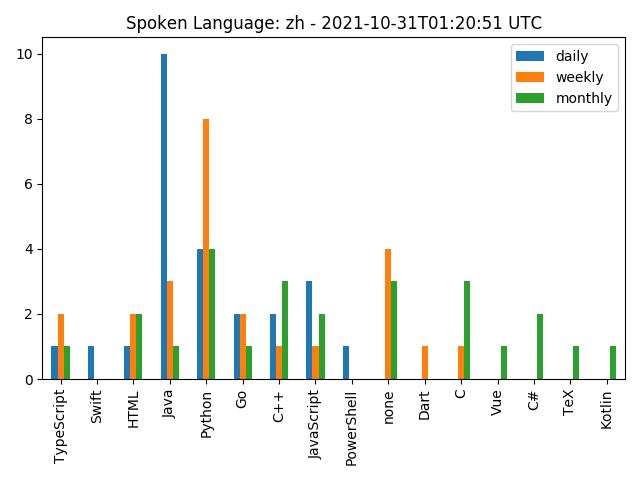 Spoken Language: zh - 2021-10-31T01:20:51 UTC
daily
weekly
monthly
10
8
6
4
2
0
TypeScript
Swift
HTML
Java
Python
Go
C++
JavaScript
PowerShell
none
Dart
C
Vue
C#
TeX
Kotlin